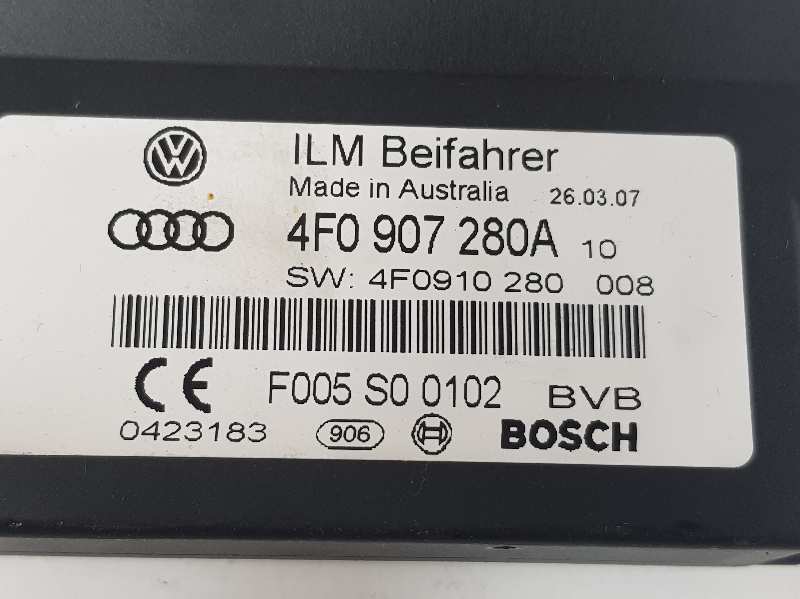 ILM Beifahrer
Made in Australia 26.03.07
4F0 907 280A 10
SW: 4F0910 280 008
CE F005 S0 0102 BVB
0423183 906 BOSCH